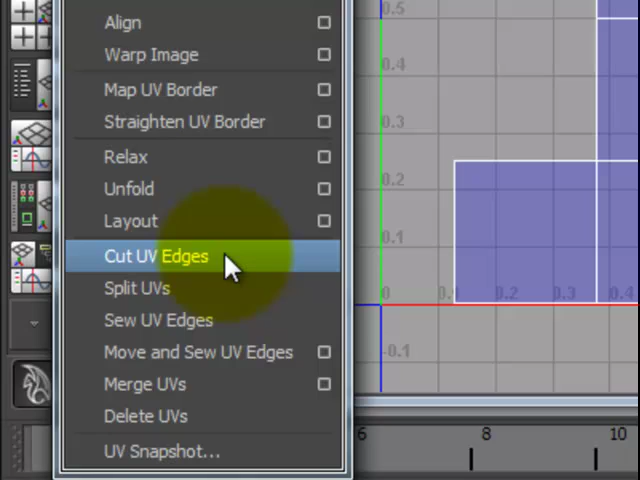 Align
Warp Image
Map UV Border
Straighten UV Border
Relax
Unfold
Layout
Cut UV Edges
Split UVs
Sew UV Edges
Move and Sew UV Edges
Merge UVs
Delete UVs
UV Snapshot...
0.5
0.4
0.3
0.2
0.1
0 0.1 0.2 0.3 0.4
-0.1
6 8 10